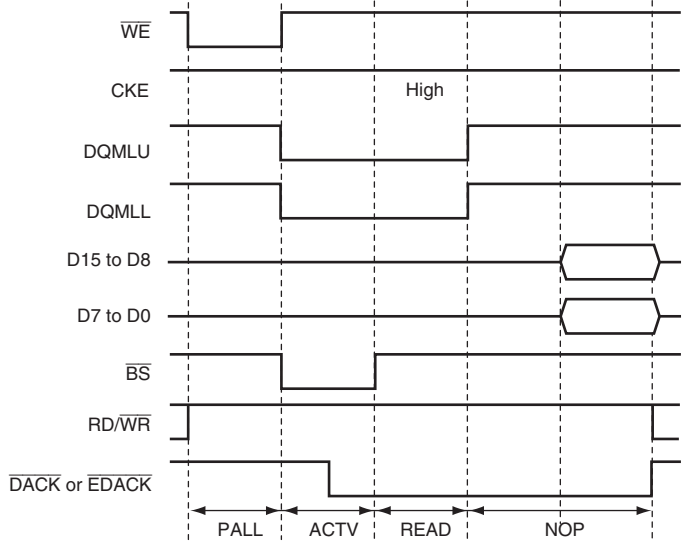 WE
CKE
High
DQMLU
DQMLL
D15 to D8
D7 to D0
BS
RD/WR
DACK or EDACK
PALL ACTV READ NOP